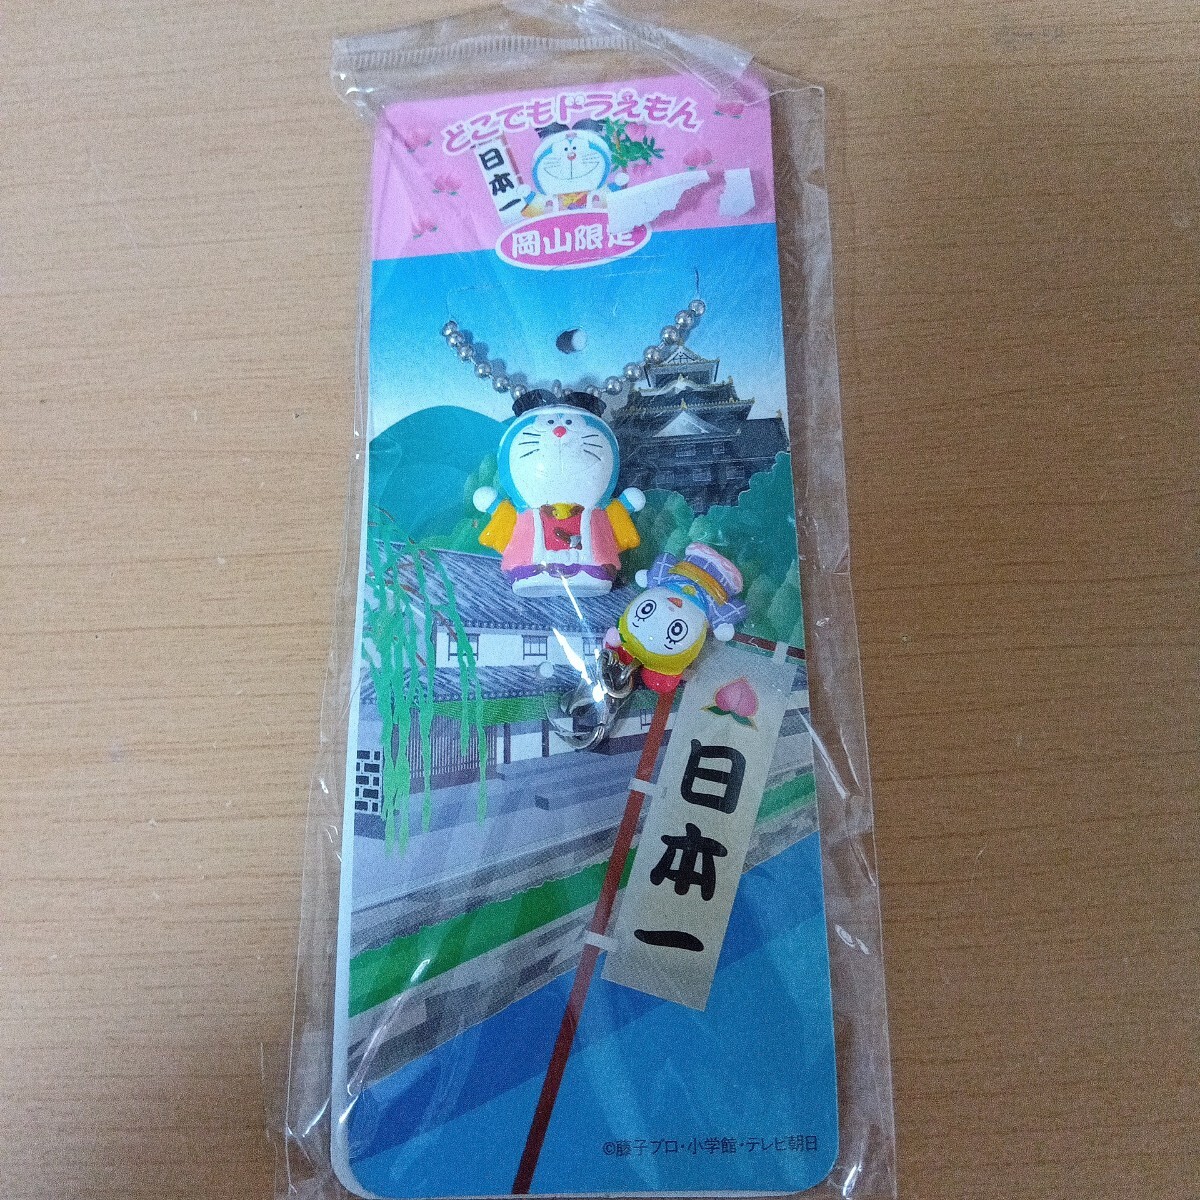 どこでもドラえもん
日本一
岡山限定
日本一
©藤子プロ・小学館・テレビ朝日